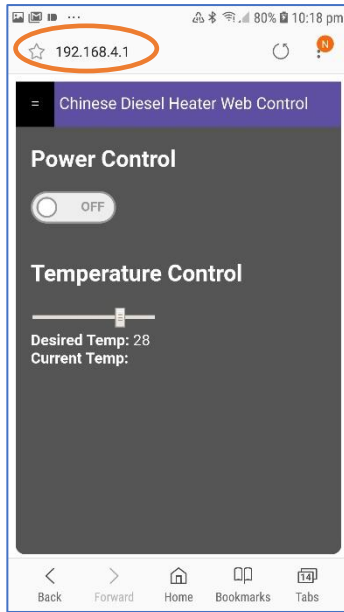 80% 10:18 pm
192.168.4.1
N
= Chinese Diesel Heater Web Control
Power Control
OFF
Temperature Control
Desired Temp: 28
Current Temp:
14
Back Forward Home Bookmarks Tabs